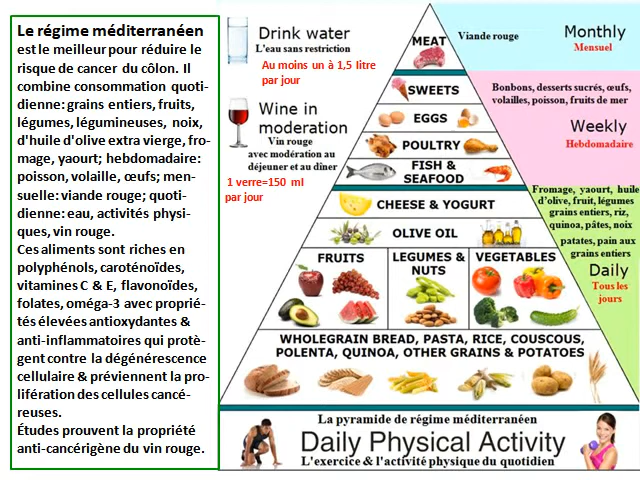 Le régime méditerranéen
est le meilleur pour réduire le
risque de cancer du côlon. Il
combine consommation quoti-
dienne: grains entiers, fruits,
légumes, légumineuses, noix,
d'huile d'olive extra vierge, fro-
mage, yaourt; hebdomadaire:
poisson, volaille, œufs; men-
suelle: viande rouge; quoti-
dienne: eau, activités physi-
ques, vin rouge.
Ces aliments sont riches en
polyphénols, caroténoïdes,
vitamines C & E, flavonoïdes,
folates, oméga-3 avec proprié-
tés élevées antioxydantes &
anti-inflammatoires qui protè-
gent contre la dégénérescence
cellulaire & préviennent la pro-
lifération des cellules cancé-
reuses.
Études prouvent la propriété
anti-cancérigène du vin rouge.
Drink water
L'eau sans restriction
Au moins un à 1,5 litre
par jour
Wine in
moderation
Vin rouge
avec modération au
déjeuner et au dîner
1 verre=150 ml
par jour
MEAT
Viande rouge
Monthly
Mensuel
SWEETS
EGGS
POULTRY
FISH &
SEAFOOD
Bonbons, desserts sucrés, œufs,
volailles, poisson, fruits de mer
Weekly
Hebdomadaire
CHEESE & YOGURT
OLIVE OIL
FRUITS
LEGUMES &
NUTS
VEGETABLES
WHOLEGRAIN BREAD, PASTA, RICE, COUSCOUS,
POLENTA, QUINOA, OTHER GRAINS & POTATOES
Fromage, yaourt, huile
d'olive, fruit, légumes
grains entiers, riz,
quinoa, pâtes, noix
patates, pain aux
grains entiers
Daily
Tous les
jours
La pyramide de régime méditerranéen
Daily Physical Activity
L'exercice & l'activité physique du quotidien